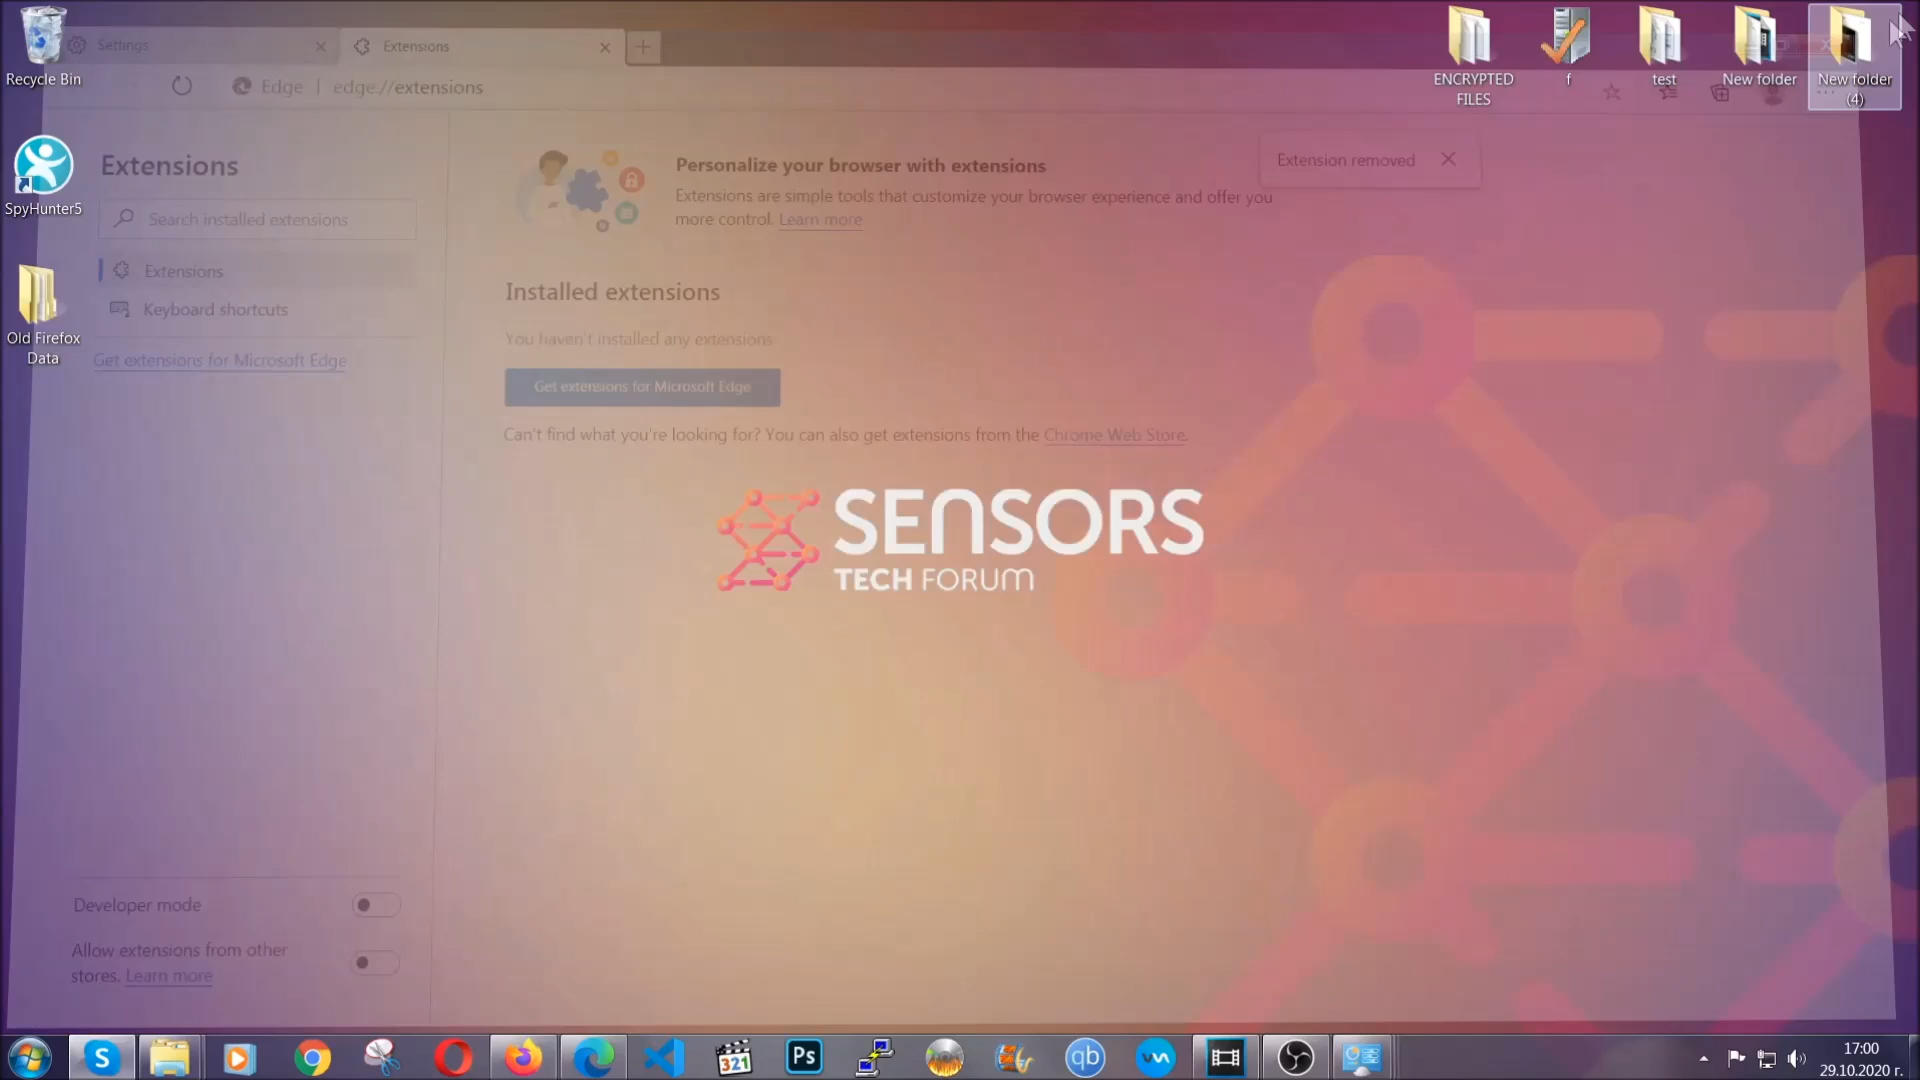 Recycle Bin
SpyHunter5
Old Firefox
Data
ENCRYPTED
FILES
f
test
New folder
New folder
(4)
Settings
Extensions
Edge | edge://extensions
Extensions
Search installed extensions
Extensions
Keyboard shortcuts
Get extensions for Microsoft Edge
Personalize your browser with extensions
Extensions are simple tools that customize your browser experience and offer you
more control. Learn more
Extension removed
Installed extensions
You haven't installed any extensions
Get extensions for Microsoft Edge
Can't find what you're looking for? You can also get extensions from the Chrome Web Store.
SENSORS
TECH FORUM
Developer mode
Allow extensions from other
stores. Learn more
S
321
Ps
qb
17:00
29.10.2020 г.